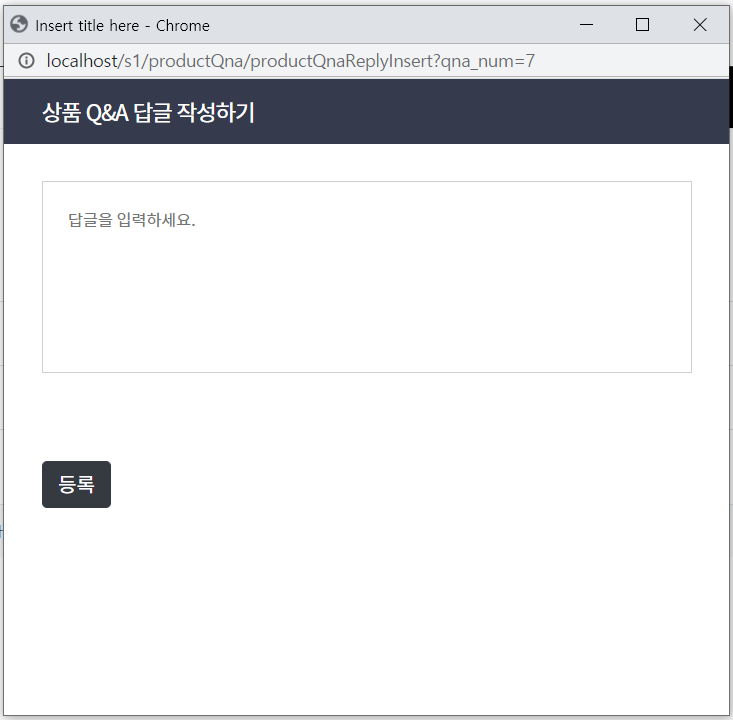 Insert title here - Chrome
localhost/s1/productQna/productQnaReplyInsert?qna_num=7
상품 Q&A 답글 작성하기
답글을 입력하세요.
등록